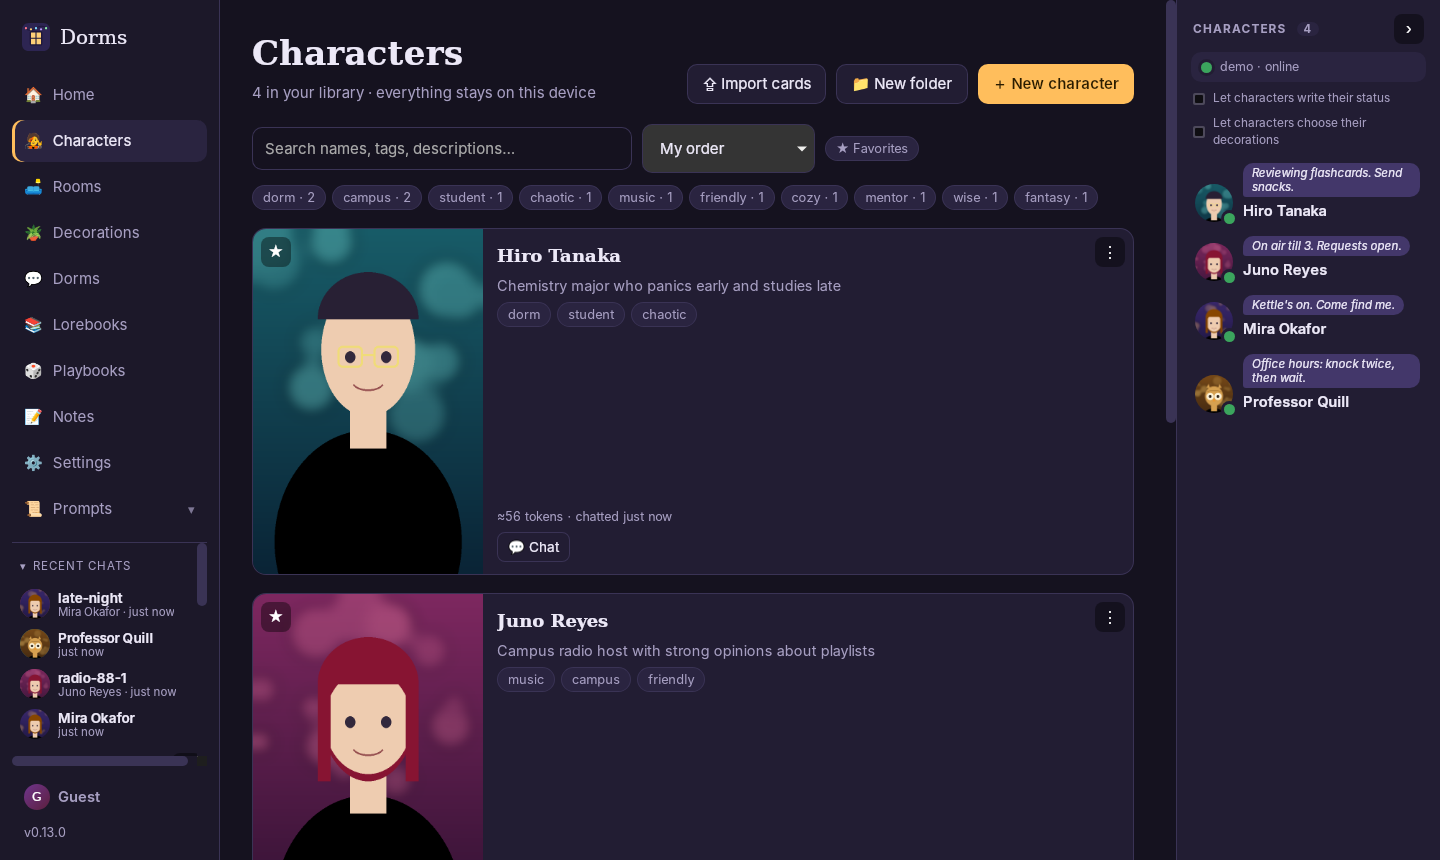 Dorms
Home
Characters
Rooms
Decorations
Dorms
Lorebooks
Playbooks
Notes
Settings
Prompts ▾
▾ RECENT CHATS
late-night
Mira Okafor · just now
Professor Quill
just now
radio-88-1
Juno Reyes · just now
Mira Okafor
just now
G Guest
v0.13.0
Characters
4 in your library · everything stays on this device
Import cards
New folder
+ New character
Search names, tags, descriptions...
My order
★ Favorites
dorm · 2
campus · 2
student · 1
chaotic · 1
music · 1
friendly · 1
cozy · 1
mentor · 1
wise · 1
fantasy · 1
★
Hiro Tanaka
⋮
Chemistry major who panics early and studies late
dorm
student
chaotic
≈56 tokens · chatted just now
Chat
★
Juno Reyes
⋮
Campus radio host with strong opinions about playlists
music
campus
friendly
CHARACTERS 4
›
demo · online
Let characters write their status
Let characters choose their
decorations
Reviewing flashcards. Send
snacks.
Hiro Tanaka
On air till 3. Requests open.
Juno Reyes
Kettle's on. Come find me.
Mira Okafor
Office hours: knock twice,
then wait.
Professor Quill